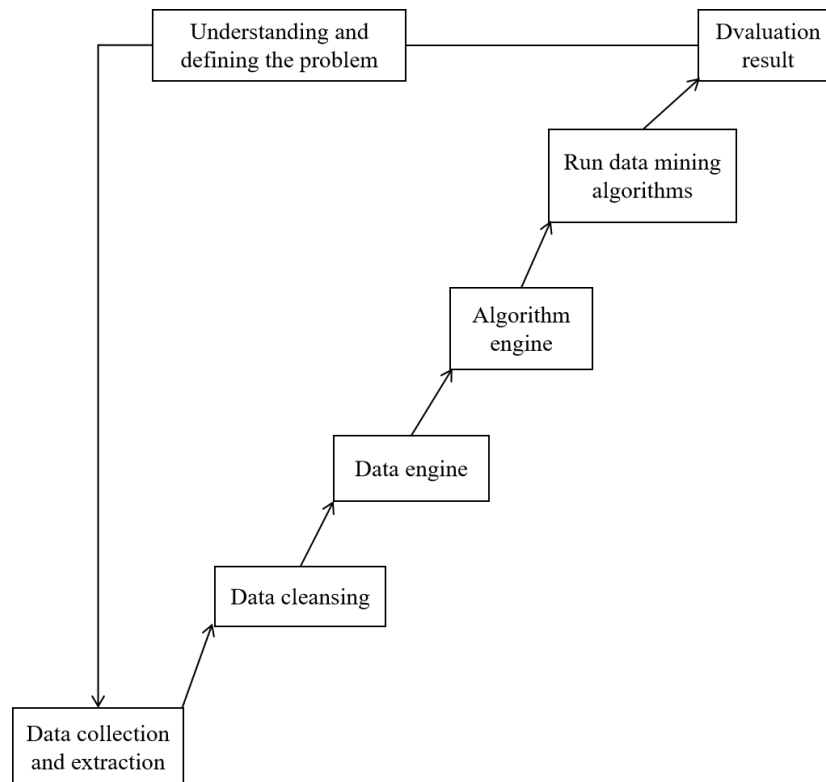 Understanding and
defining the problem
Dvaluation
result
Run data mining
algorithms
Algorithm
engine
Data engine
Data cleansing
Data collection
and extraction